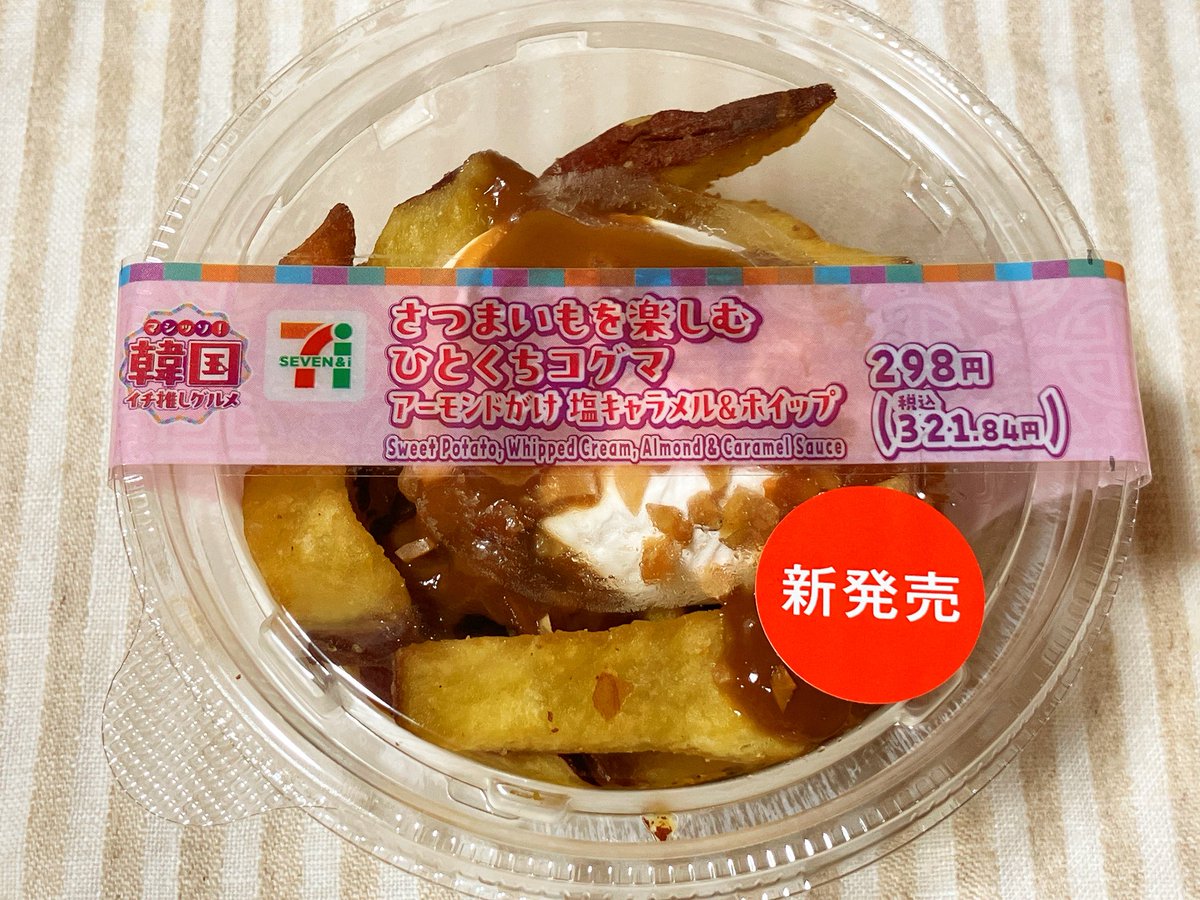 マシッソ!
韓国
イチ推しグルメ
SEVEN&i
さつまいもを楽しむ
ひとくちコグマ
アーモンドがけ 塩キャラメル&ホイップ
Sweet Potato, Whipped Cream, Almond & Caramel Sauce
298円
(税込321.84円)
新発売